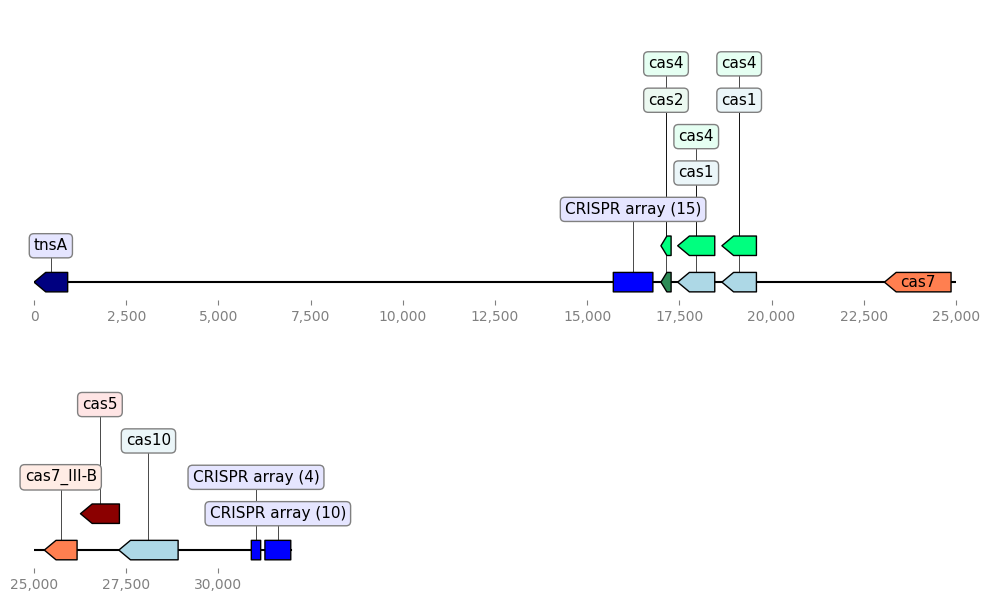 cas4 cas4
cas2 cas1
cas4
cas1
CRISPR array (15)
tnsA
cas7
0 2,500 5,000 7,500 10,000 12,500 15,000 17,500 20,000 22,500 25,000
cas5
cas10
cas7_III-B CRISPR array (4)
CRISPR array (10)
25,000 27,500 30,000